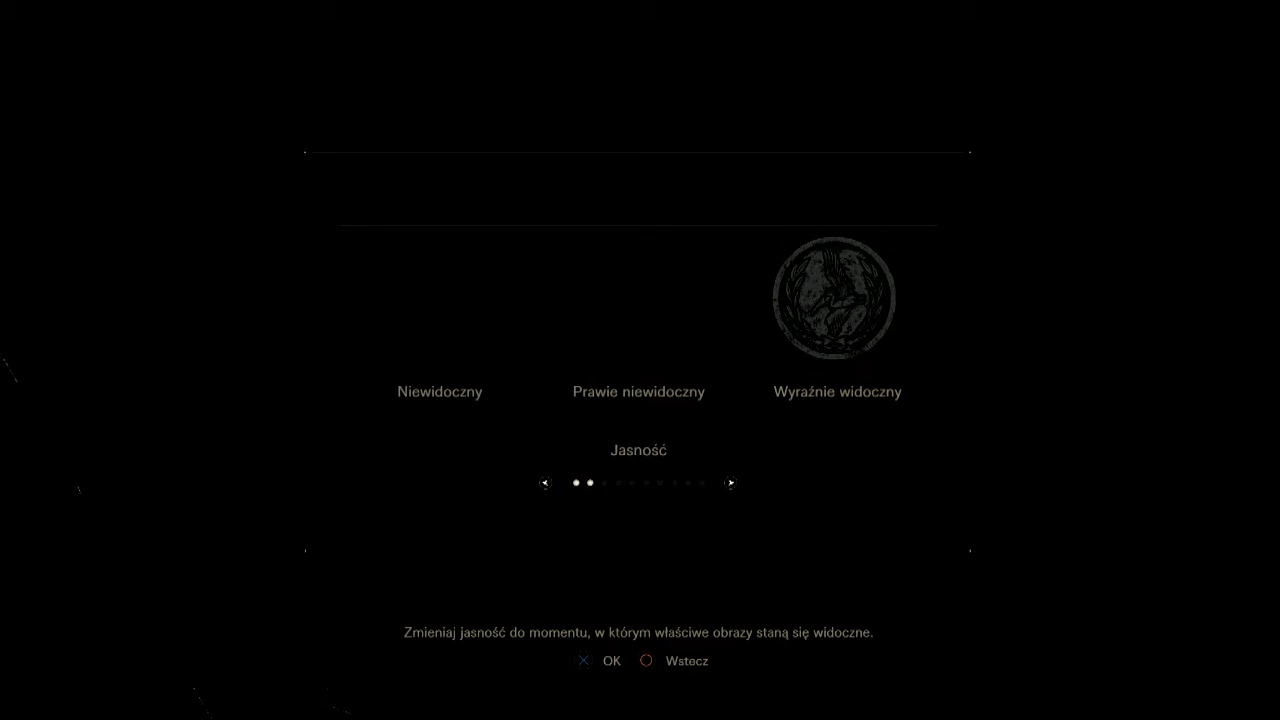 Niewidoczny
Prawie niewidoczny
Wyraźnie widoczny
Jasność
Zmieniaj jasność do momentu, w którym właściwe obrazy staną się widoczne.
OK Wstecz